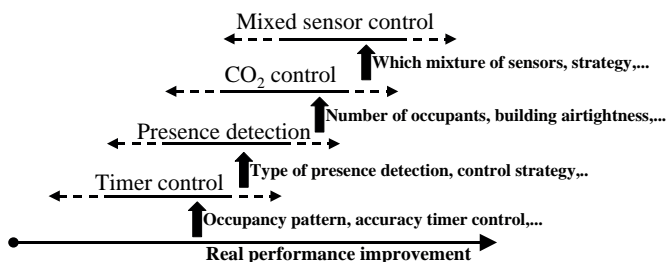 Mixed sensor control
Which mixture of sensors, strategy,...
CO₂ control
Number of occupants, building airtightness,...
Presence detection
Type of presence detection, control strategy,..
Timer control
Occupancy pattern, accuracy timer control,...
Real performance improvement